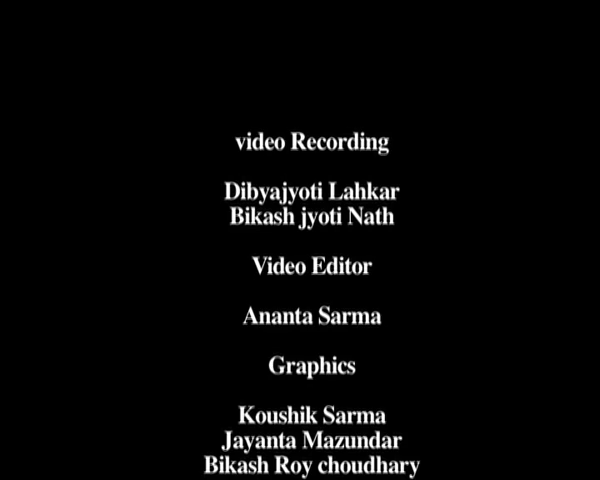 video Recording
Dibyajyoti Lahkar
Bikash jyoti Nath
Video Editor
Ananta Sarma
Graphics
Koushik Sarma
Jayanta Mazundar
Bikash Roy choudhary